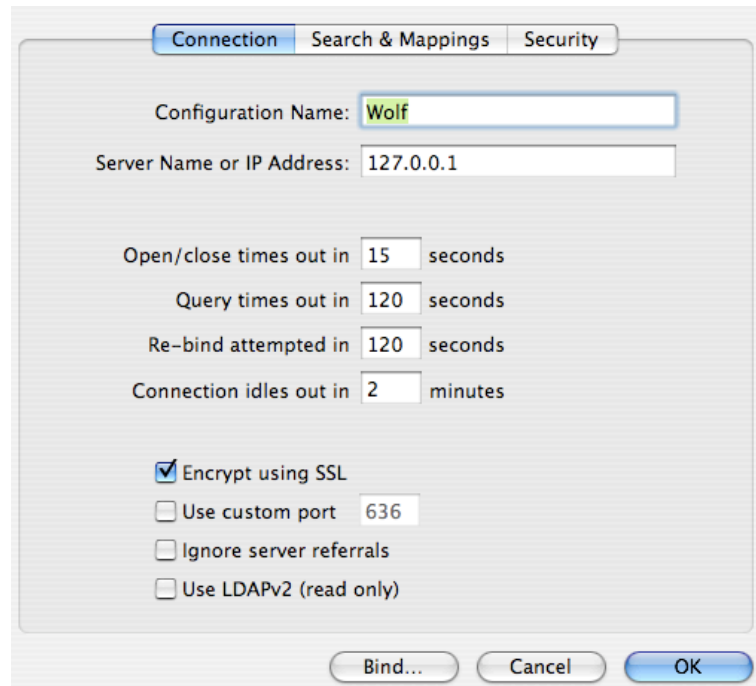 Connection Search & Mappings Security
Configuration Name: Wolf
Server Name or IP Address: 127.0.0.1
Open/close times out in 15 seconds
Query times out in 120 seconds
Re-bind attempted in 120 seconds
Connection idles out in 2 minutes
Encrypt using SSL
Use custom port 636
Ignore server referrals
Use LDAPv2 (read only)
Bind... Cancel OK